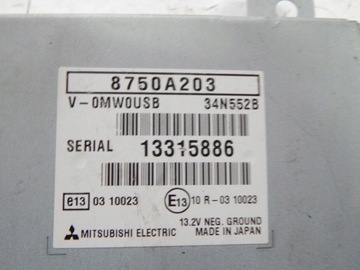 8750A203
V-0MW0USB 34N552B
SERIAL 13315886
e13 03 10023 E13 10 R-03 10023
13.2V NEG. GROUND
MITSUBISHI ELECTRIC MADE IN JAPAN